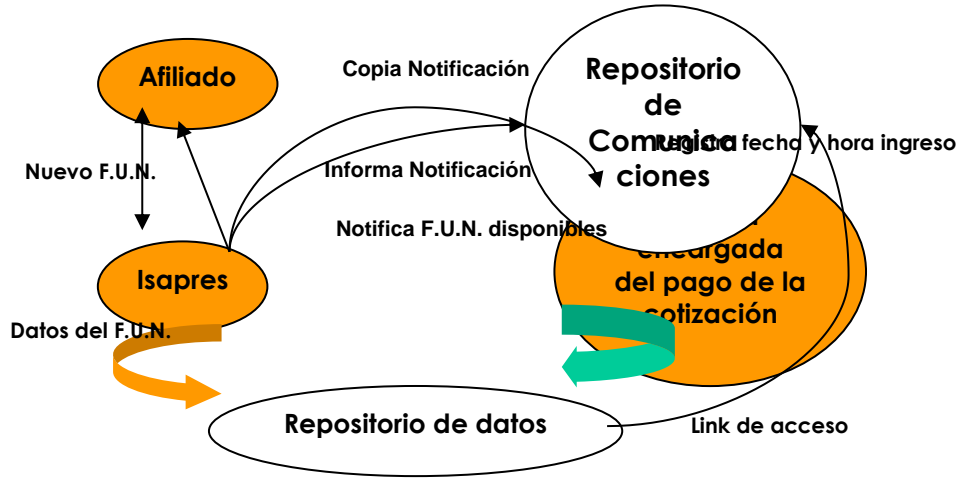 Afiliado
Copia Notificación
Repositorio
de
Comunica
ciones
Registra fecha y hora ingreso
Nuevo F.U.N.
Informa Notificación
Notifica F.U.N. disponibles
encargada
del pago de la
cotización
Isapres
Datos del F.U.N.
Repositorio de datos
Link de acceso